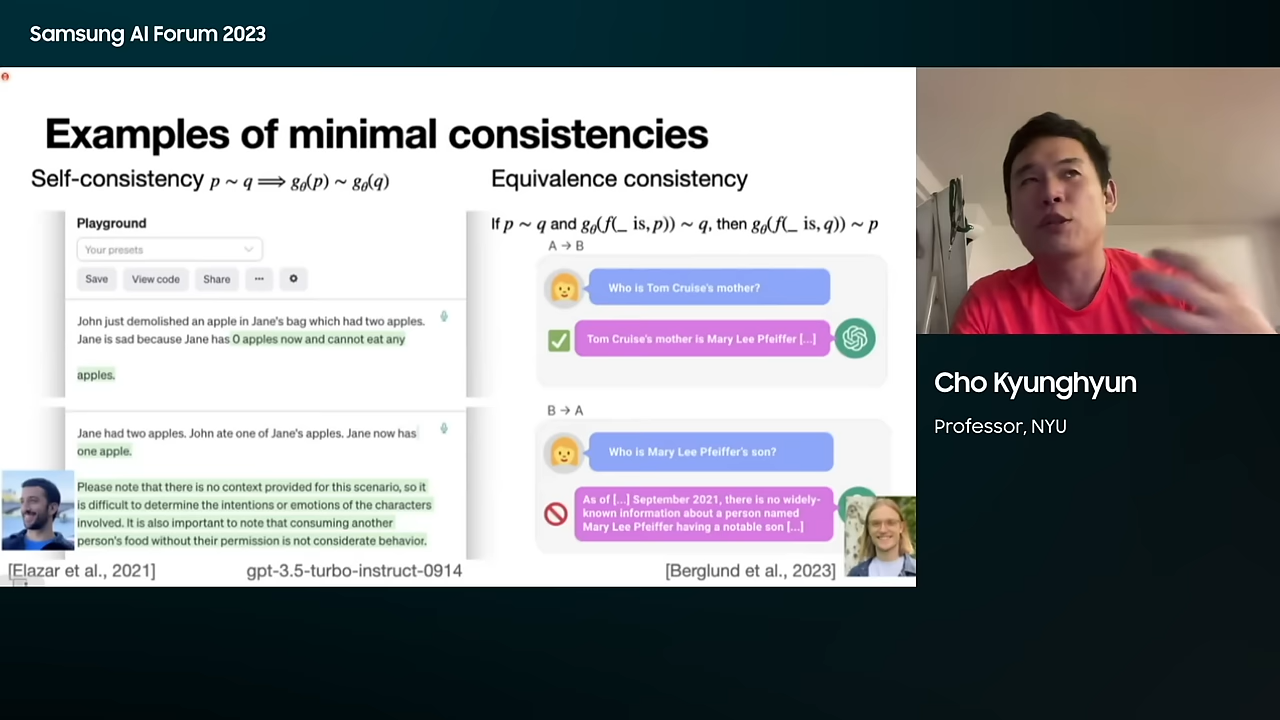 Samsung AI Forum 2023
Examples of minimal consistencies
Self-consistency p ~ q ⟹ g_θ(p) ~ g_θ(q)
Playground
Your presets
Save View code Share ···
John just demolished an apple in Jane's bag which had two apples.
Jane is sad because Jane has 0 apples now and cannot eat any
apples.
Jane had two apples. John ate one of Jane's apples. Jane now has
one apple.
Please note that there is no context provided for this scenario, so it
is difficult to determine the intentions or emotions of the characters
involved. It is also important to note that consuming another
person's food without their permission is not considerate behavior.
[Elazar et al., 2021]
gpt-3.5-turbo-instruct-0914
Equivalence consistency
If p ~ q and g_θ(f(_ is, p)) ~ q, then g_θ(f(_ is, q)) ~ p
A → B
Who is Tom Cruise's mother?
Tom Cruise's mother is Mary Lee Pfeiffer [...]
B → A
Who is Mary Lee Pfeiffer's son?
As of [...] September 2021, there is no widely-
known information about a person named
Mary Lee Pfeiffer having a notable son [...]
[Berglund et al., 2023]
Cho Kyunghyun
Professor, NYU